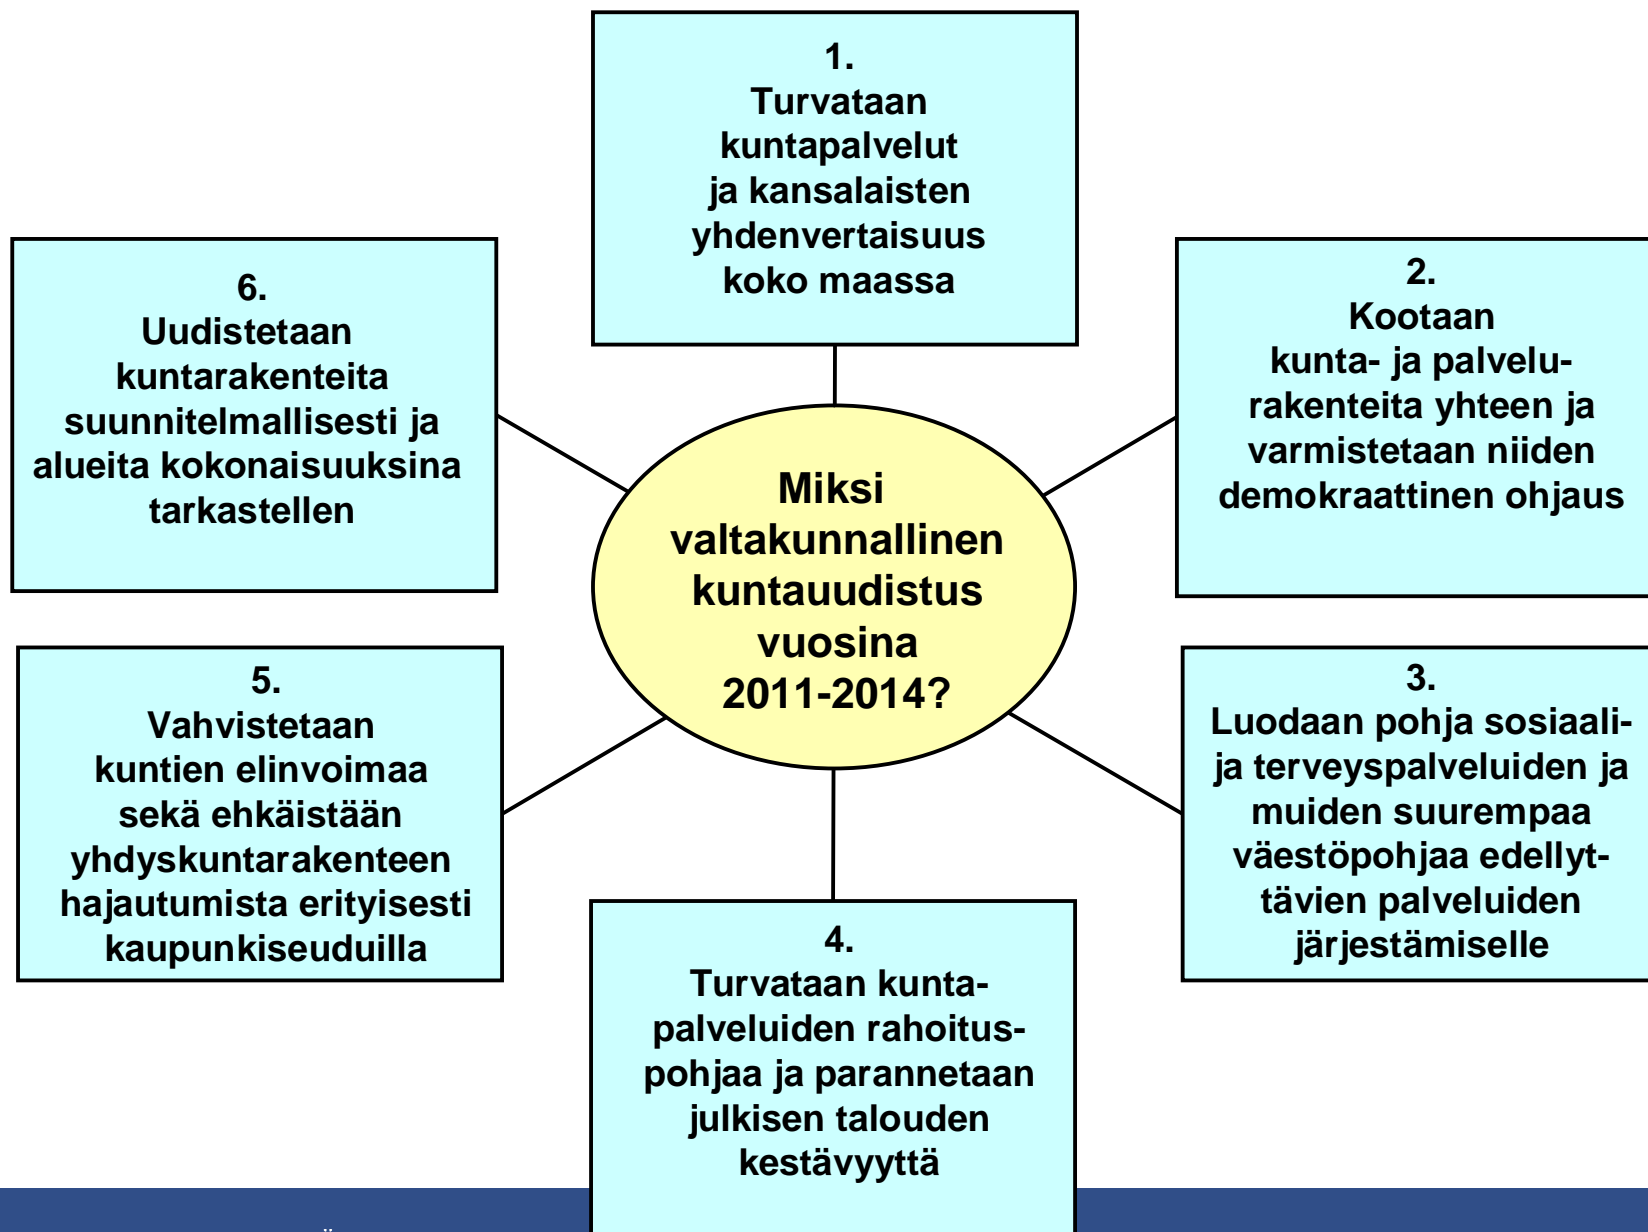 1.
Turvataan
kuntapalvelut
ja kansalaisten
yhdenvertaisuus
koko maassa
2.
Kootaan
kunta- ja palvelu-
rakenteita yhteen ja
varmistetaan niiden
demokraattinen ohjaus
3.
Luodaan pohja sosiaali-
ja terveyspalveluiden ja
muiden suurempaa
väestöpohjaa edellyt-
tävien palveluiden
järjestämiselle
4.
Turvataan kunta-
palveluiden rahoitus-
pohjaa ja parannetaan
julkisen talouden
kestävyyttä
5.
Vahvistetaan
kuntien elinvoimaa
sekä ehkäistään
yhdyskuntarakenteen
hajautumista erityisesti
kaupunkiseuduilla
6.
Uudistetaan
kuntarakenteita
suunnitelmallisesti ja
alueita kokonaisuuksina
tarkastellen
Miksi
valtakunnallinen
kuntauudistus
vuosina
2011-2014?